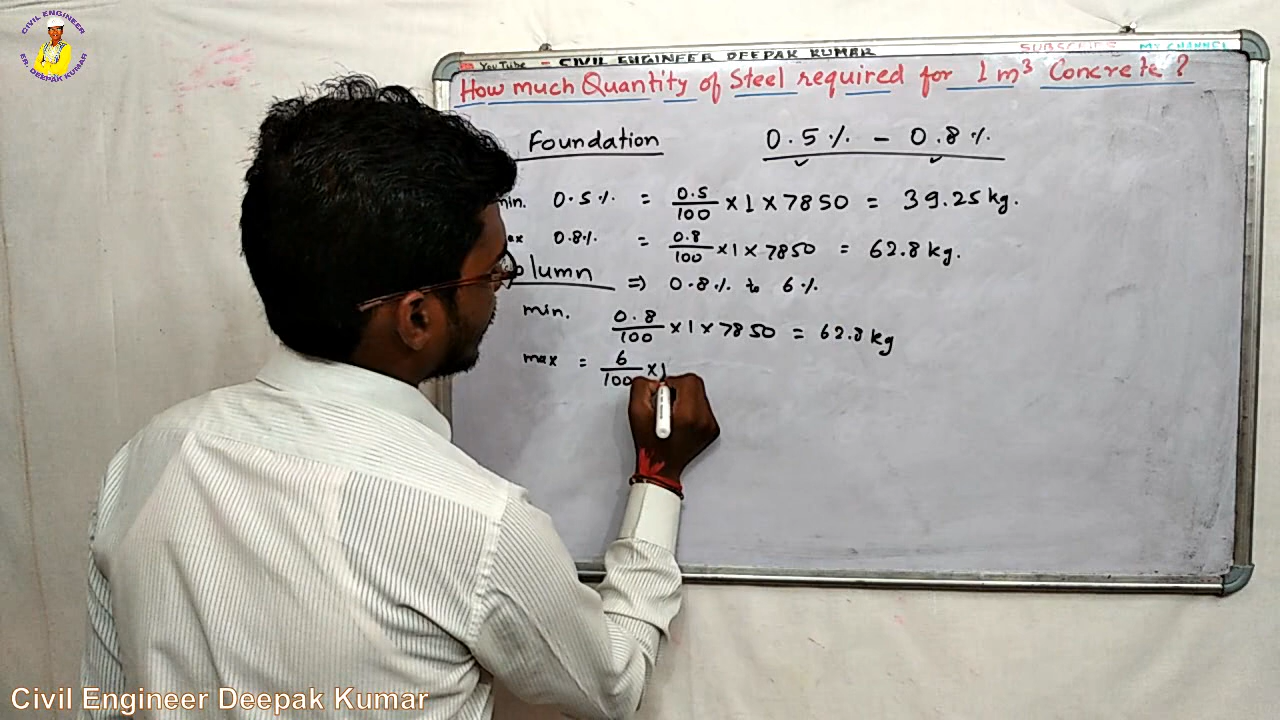 CIVIL ENGINEER
ER. DEEPAK KUMAR
YouTube - CIVIL ENGINEER DEEPAK KUMAR SUBSCRIBE MY CHANNEL
How much Quantity of Steel required for 1 m³ Concrete ?
Foundation 0.5% - 0.8%
min. 0.5% = 0.5/100 × 1 × 7850 = 39.25 kg.
ax 0.8% = 0.8/100 × 1 × 7850 = 62.8 kg.
olumn ⇒ 0.8% to 6%
min. 0.8/100 × 1 × 7850 = 62.8 kg
max = 6/100 × 1
Civil Engineer Deepak Kumar